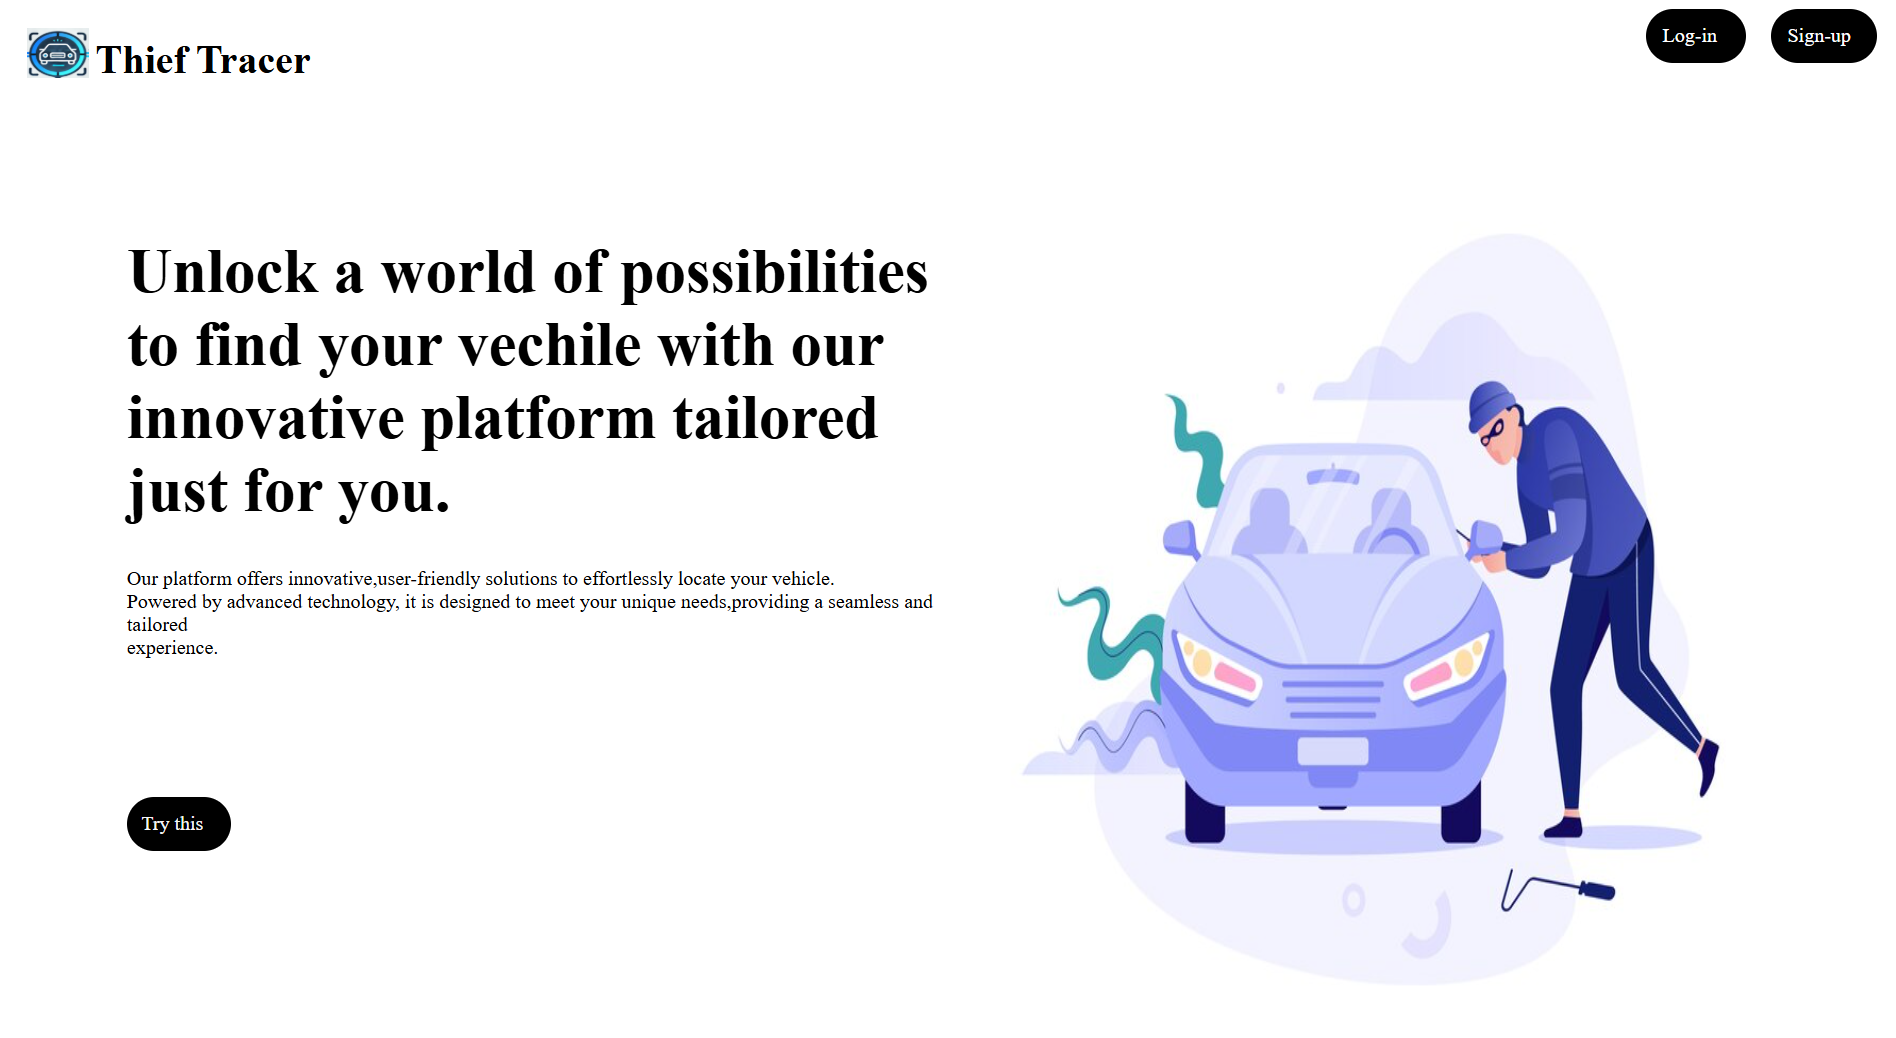 Thief Tracer
Log-in
Sign-up
Unlock a world of possibilities
to find your vechile with our
innovative platform tailored
just for you.
Our platform offers innovative,user-friendly solutions to effortlessly locate your vehicle.
Powered by advanced technology, it is designed to meet your unique needs,providing a seamless and
tailored
experience.
Try this